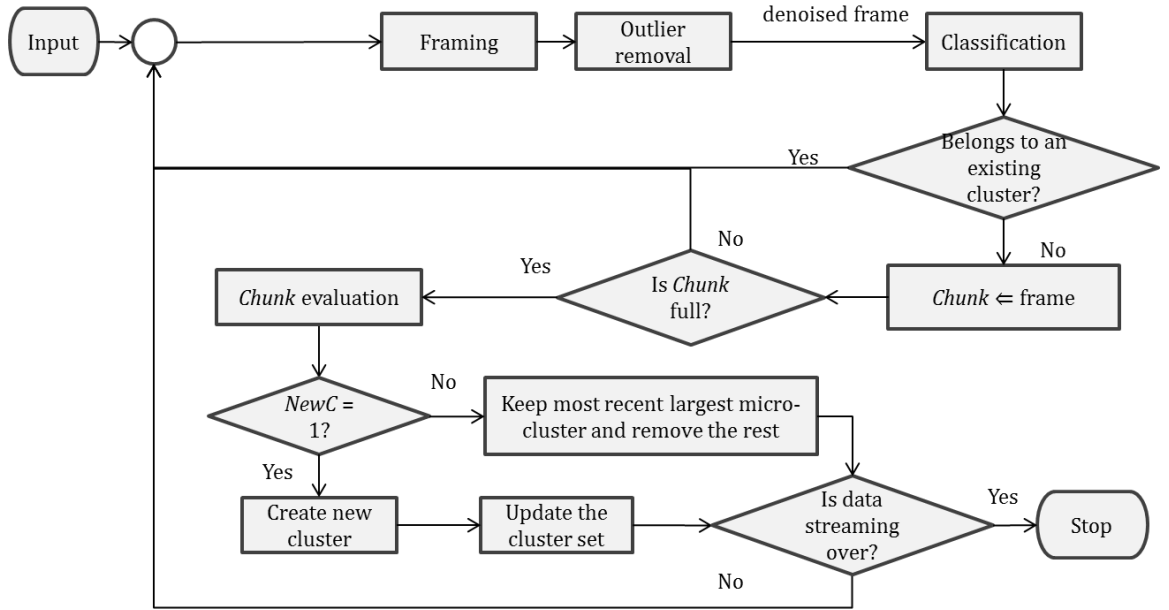 Input
Framing
Outlier
removal
denoised frame
Classification
Belongs to an
existing
cluster?
Yes
No
Chunk ⇐ frame
Is Chunk
full?
No
Yes
Chunk evaluation
NewC =
1?
No
Keep most recent largest micro-
cluster and remove the rest
Yes
Create new
cluster
Update the
cluster set
Is data
streaming
over?
Yes
Stop
No